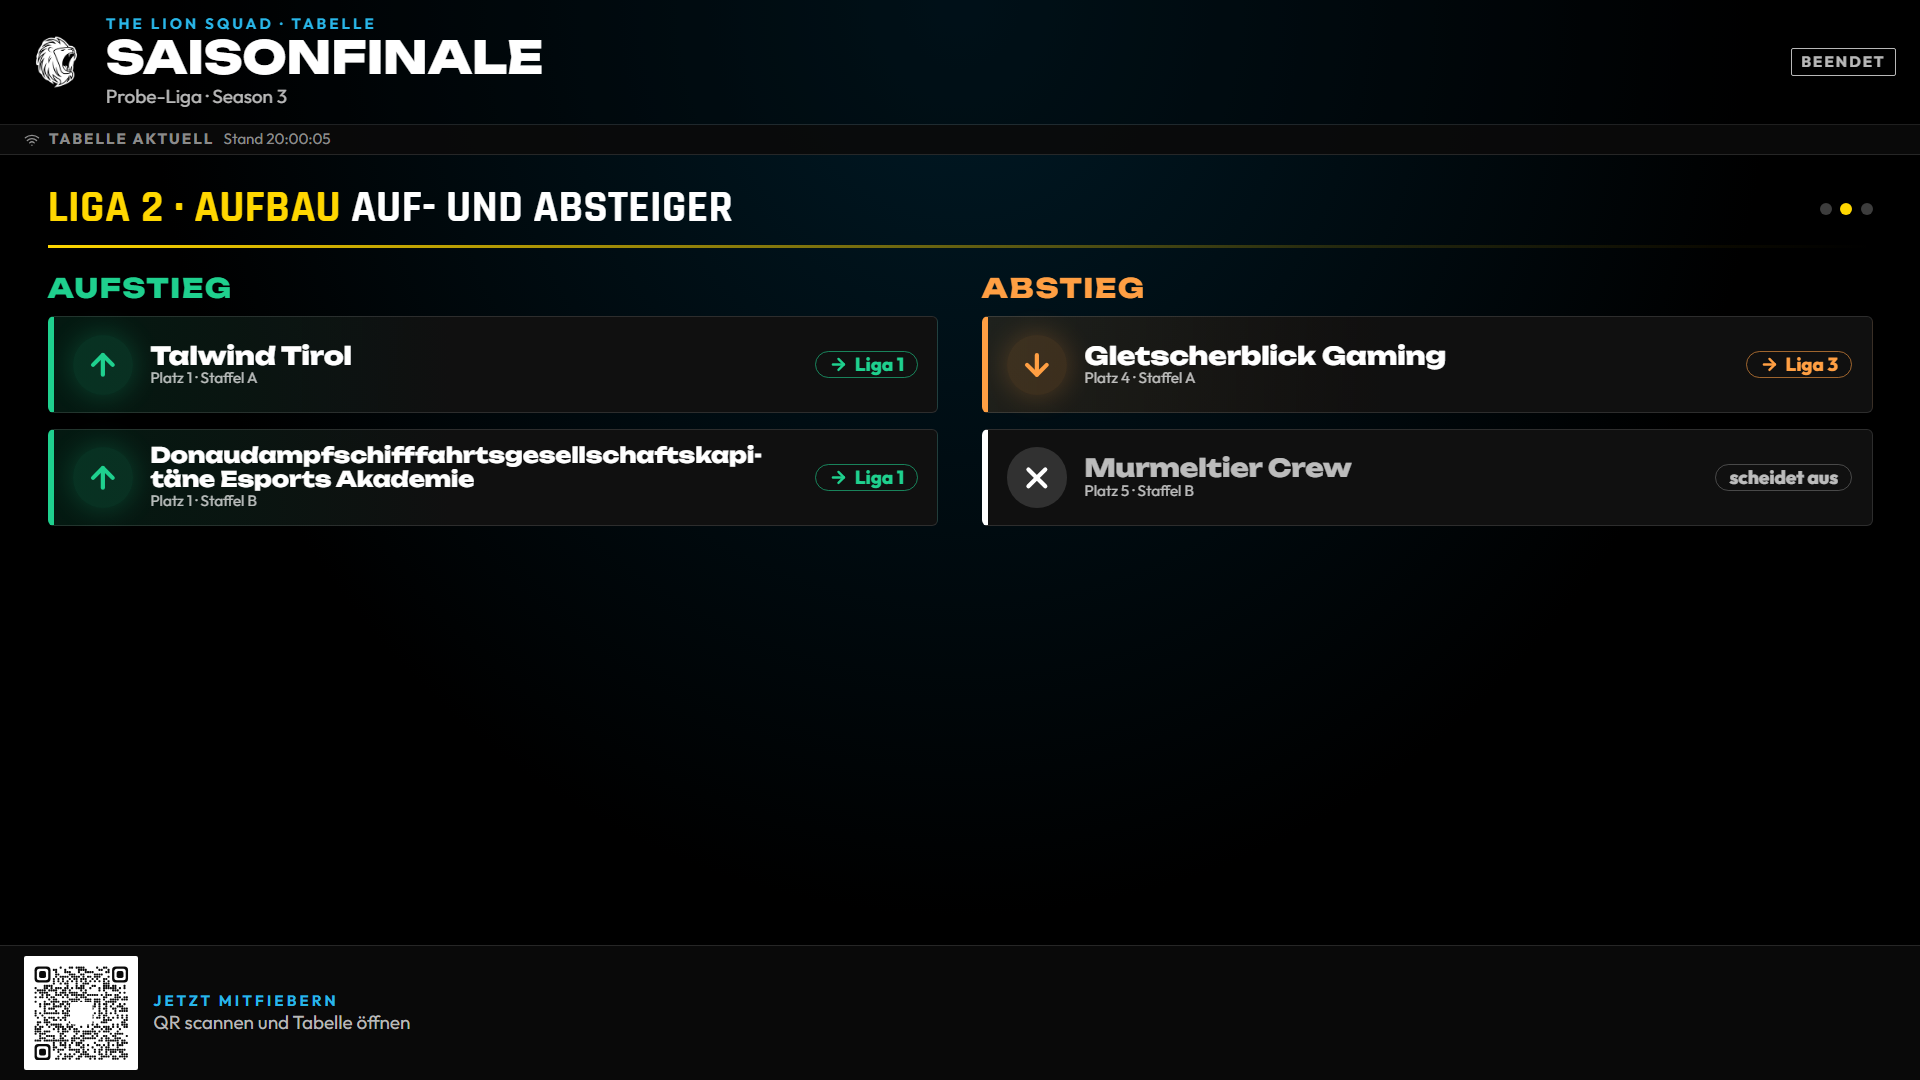 THE LION SQUAD · TABELLE
SAISONFINALE
Probe-Liga · Season 3
BEENDET
TABELLE AKTUELL Stand 20:00:05
LIGA 2 · AUFBAU AUF- UND ABSTEIGER
AUFSTIEG
Talwind Tirol
Platz 1 · Staffel A
→ Liga 1
Donaudampfschifffahrtsgesellschaftskapi-
täne Esports Akademie
Platz 1 · Staffel B
→ Liga 1
ABSTIEG
Gletscherblick Gaming
Platz 4 · Staffel A
→ Liga 3
Murmeltier Crew
Platz 5 · Staffel B
scheidet aus
JETZT MITFIEBERN
QR scannen und Tabelle öffnen